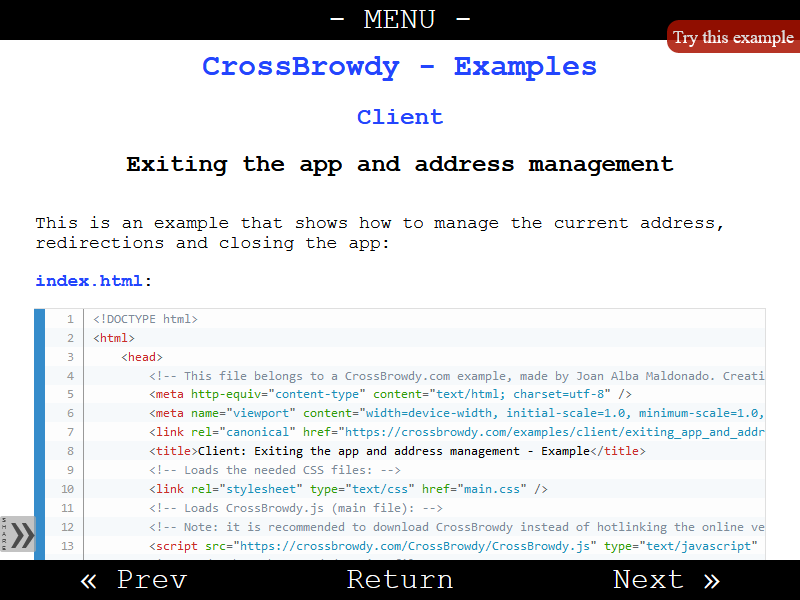 - MENU -
Try this example
CrossBrowdy - Examples
Client
Exiting the app and address management
This is an example that shows how to manage the current address,
redirections and closing the app:
index.html:
1 <!DOCTYPE html>
2 <html>
3 <head>
4 <!-- This file belongs to a CrossBrowdy.com example, made by Joan Alba Maldonado. Creati
5 <meta http-equiv="content-type" content="text/html; charset=utf-8" />
6 <meta name="viewport" content="width=device-width, initial-scale=1.0, minimum-scale=1.0,
7 <link rel="canonical" href="https://crossbrowdy.com/examples/client/exiting_app_and_addr
8 <title>Client: Exiting the app and address management - Example</title>
9 <!-- Loads the needed CSS files: -->
10 <link rel="stylesheet" type="text/css" href="main.css" />
11 <!-- Loads CrossBrowdy.js (main file): -->
12 <!-- Note: it is recommended to download CrossBrowdy instead of hotlinking the online ve
13 <script src="https://crossbrowdy.com/CrossBrowdy/CrossBrowdy.js" type="text/javascript"
SHARE
»
« Prev
Return
Next »